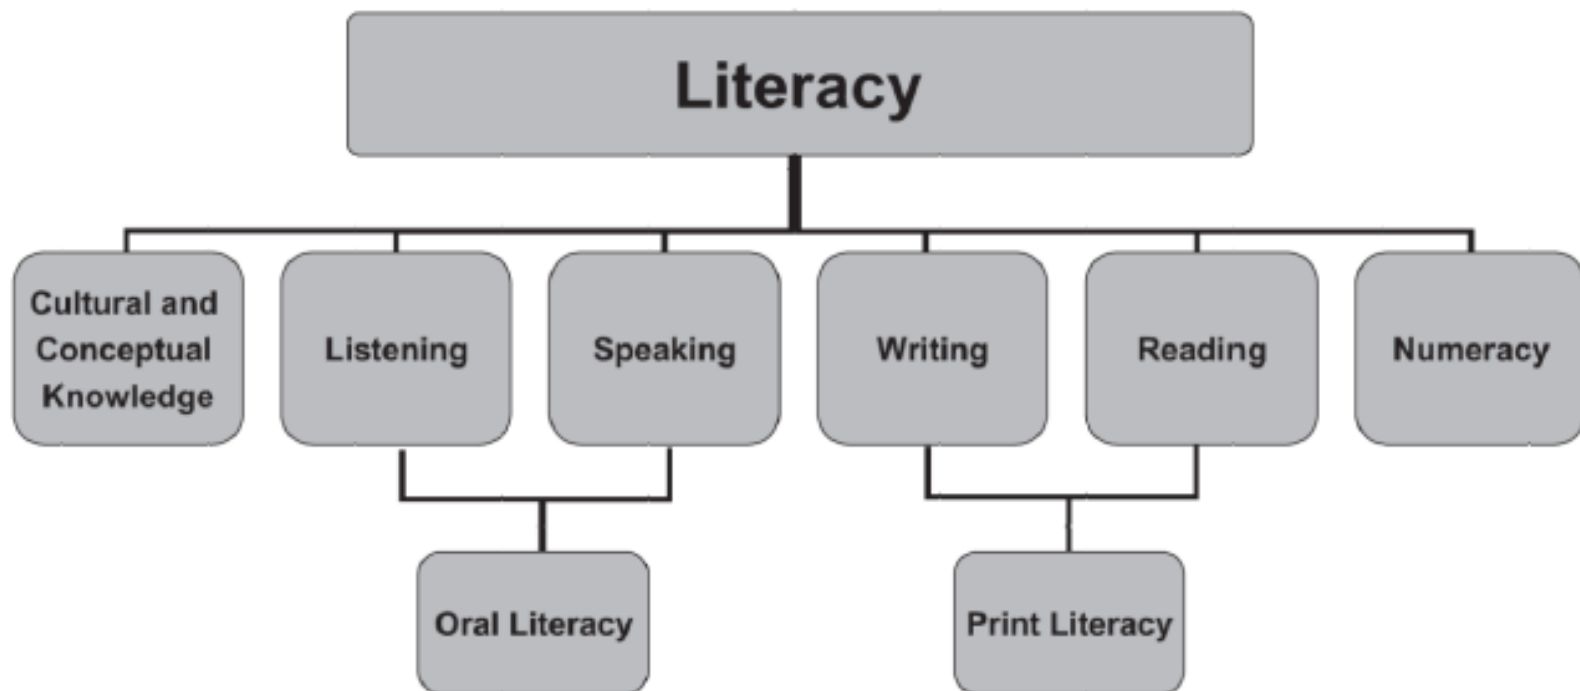 Literacy
Cultural and
Conceptual
Knowledge
Listening
Speaking
Writing
Reading
Numeracy
Oral Literacy
Print Literacy